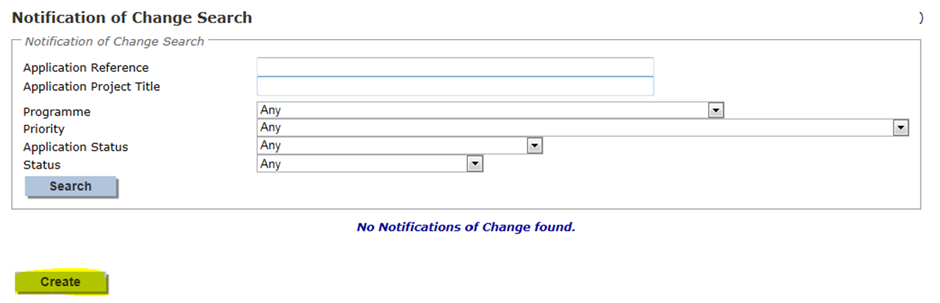 Notification of Change Search )
Notification of Change Search
Application Reference
Application Project Title
Programme Any
Priority Any
Application Status Any
Status Any
Search
No Notifications of Change found.
Create